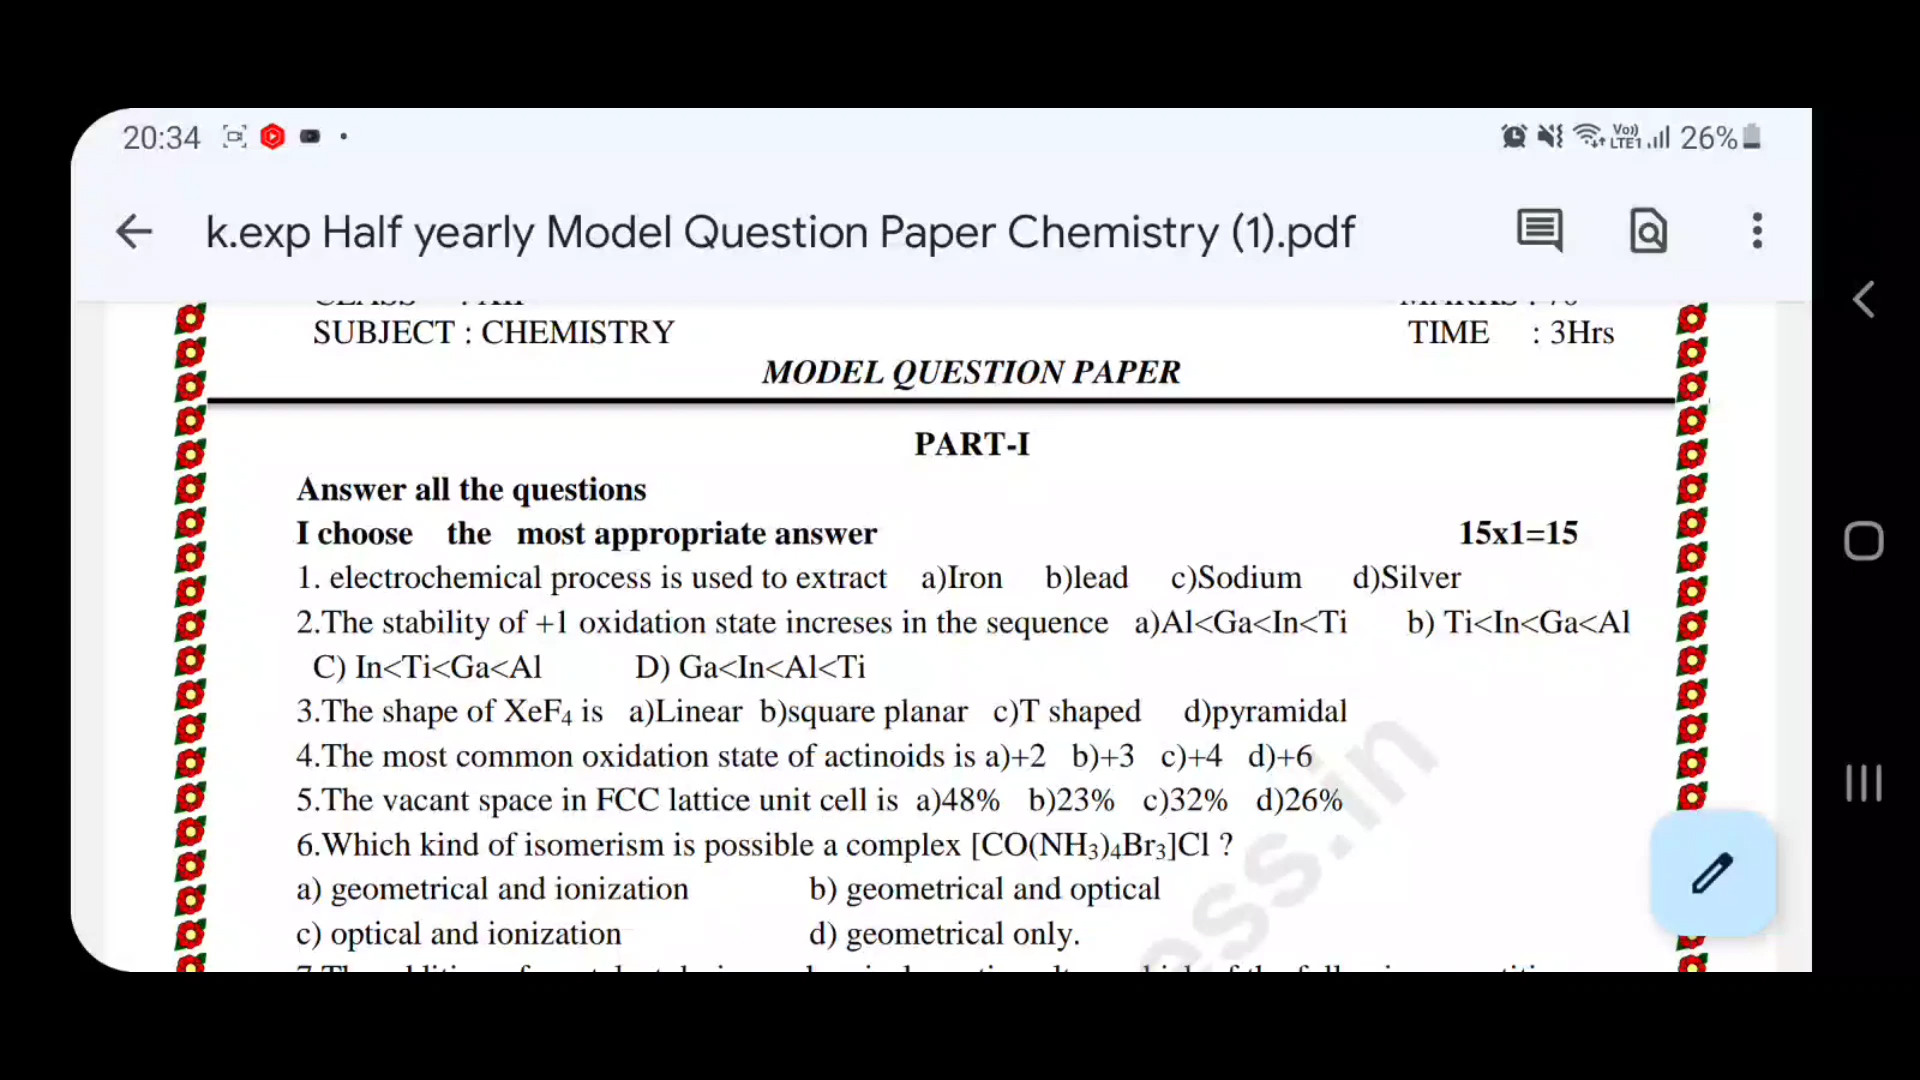 20:34
Vo))
LTE1
26%
k.exp Half yearly Model Question Paper Chemistry (1).pdf
SUBJECT : CHEMISTRY TIME : 3Hrs
MODEL QUESTION PAPER
PART-I
Answer all the questions
I choose the most appropriate answer 15x1=15
1. electrochemical process is used to extract a)Iron b)lead c)Sodium d)Silver
2.The stability of +1 oxidation state increses in the sequence a)Al<Ga<In<Ti b) Ti<In<Ga<Al
C) In<Ti<Ga<Al D) Ga<In<Al<Ti
3.The shape of XeF₄ is a)Linear b)square planar c)T shaped d)pyramidal
4.The most common oxidation state of actinoids is a)+2 b)+3 c)+4 d)+6
5.The vacant space in FCC lattice unit cell is a)48% b)23% c)32% d)26%
6.Which kind of isomerism is possible a complex [CO(NH₃)₄Br₃]Cl ?
a) geometrical and ionization b) geometrical and optical
c) optical and ionization d) geometrical only.
ess.in